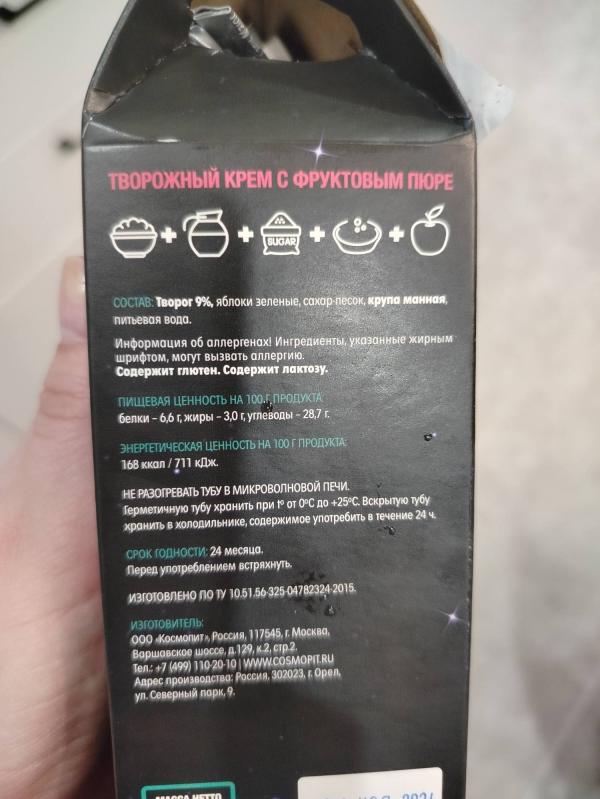 ТВОРОЖНЫЙ КРЕМ С ФРУКТОВЫМ ПЮРЕ
SUGAR
СОСТАВ: Творог 9%, яблоки зеленые, сахар-песок, крупа манная,
питьевая вода.
Информация об аллергенах! Ингредиенты, указанные жирным
шрифтом, могут вызвать аллергию.
Содержит глютен. Содержит лактозу.
ПИЩЕВАЯ ЦЕННОСТЬ НА 100 Г ПРОДУКТА:
белки – 6,6 г, жиры – 3,0 г, углеводы – 28,7 г.
ЭНЕРГЕТИЧЕСКАЯ ЦЕННОСТЬ НА 100 Г ПРОДУКТА:
168 ккал / 711 кДж.
НЕ РАЗОГРЕВАТЬ ТУБУ В МИКРОВОЛНОВОЙ ПЕЧИ.
Герметичную тубу хранить при t° от 0°С до +25°С. Вскрытую тубу
хранить в холодильнике, содержимое употребить в течение 24 ч.
СРОК ГОДНОСТИ: 24 месяца.
Перед употреблением встряхнуть.
ИЗГОТОВЛЕНО ПО ТУ 10.51.56-325-04782324-2015.
ИЗГОТОВИТЕЛЬ:
ООО «Космопит», Россия, 117545, г. Москва,
Варшавское шоссе, д.129, к.2, стр.2.
Тел.: +7 (499) 110-20-10 | WWW.COSMOPIT.RU
Адрес производства: Россия, 302023, г. Орел,
ул. Северный парк, 9.
МАССА НЕТТО